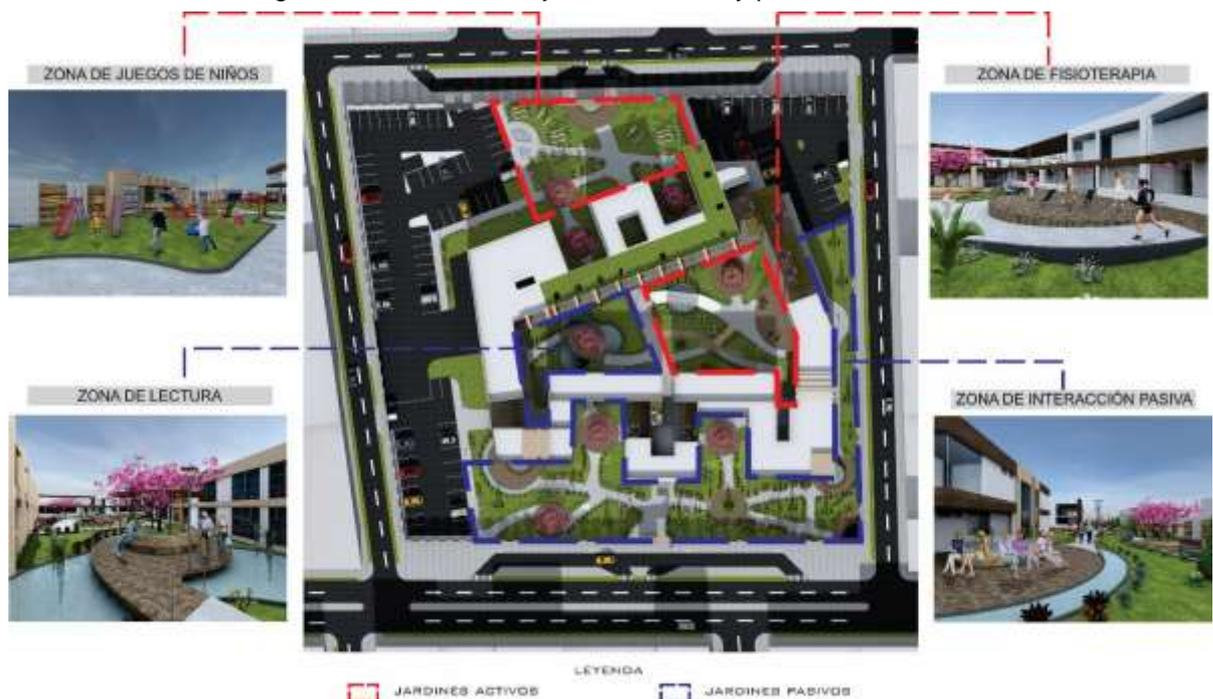 ZONA DE JUEGOS DE NIÑOS
ZONA DE FISIOTERAPIA
ZONA DE LECTURA
ZONA DE INTERACCIÓN PASIVA
LEYENDA
JARDINES ACTIVOS
JARDINES PASIVOS